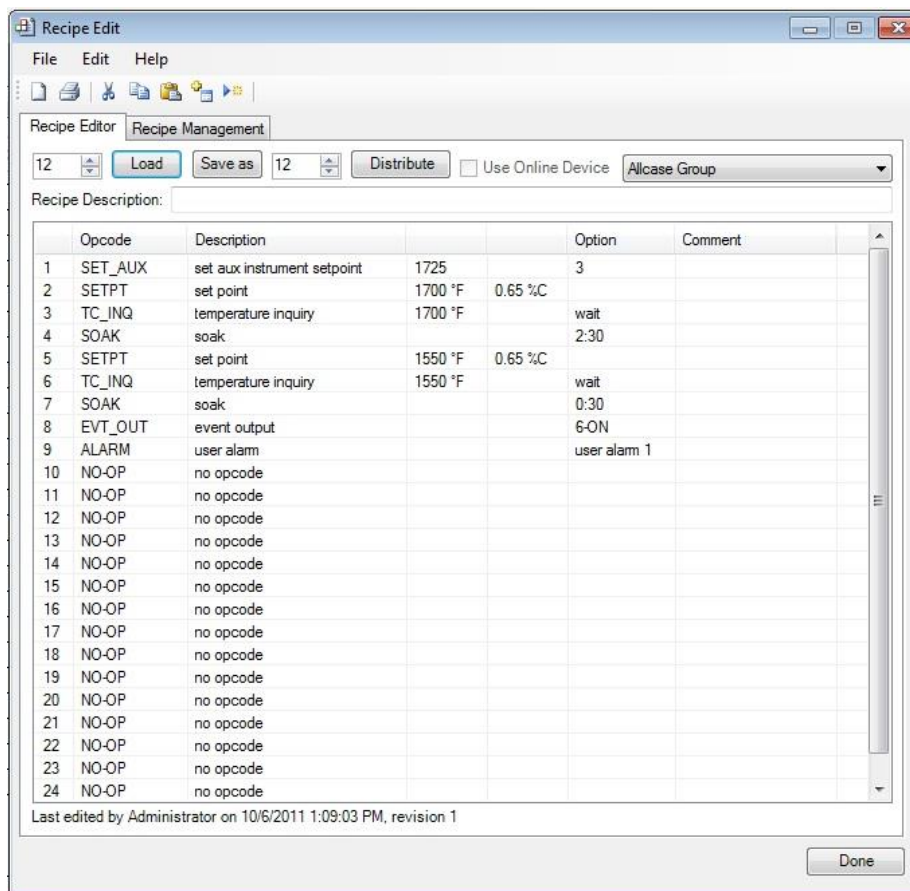 Recipe Edit
File Edit Help
Recipe Editor Recipe Management
12 Load Save as 12 Distribute Use Online Device Allcase Group
Recipe Description:
Opcode Description Option Comment
1 SET_AUX set aux instrument setpoint 1725 3
2 SETPT set point 1700 °F 0.65 %C
3 TC_INQ temperature inquiry 1700 °F wait
4 SOAK soak 2:30
5 SETPT set point 1550 °F 0.65 %C
6 TC_INQ temperature inquiry 1550 °F wait
7 SOAK soak 0:30
8 EVT_OUT event output 6-ON
9 ALARM user alarm user alarm 1
10 NO-OP no opcode
11 NO-OP no opcode
12 NO-OP no opcode
13 NO-OP no opcode
14 NO-OP no opcode
15 NO-OP no opcode
16 NO-OP no opcode
17 NO-OP no opcode
18 NO-OP no opcode
19 NO-OP no opcode
20 NO-OP no opcode
21 NO-OP no opcode
22 NO-OP no opcode
23 NO-OP no opcode
24 NO-OP no opcode
Last edited by Administrator on 10/6/2011 1:09:03 PM, revision 1
Done